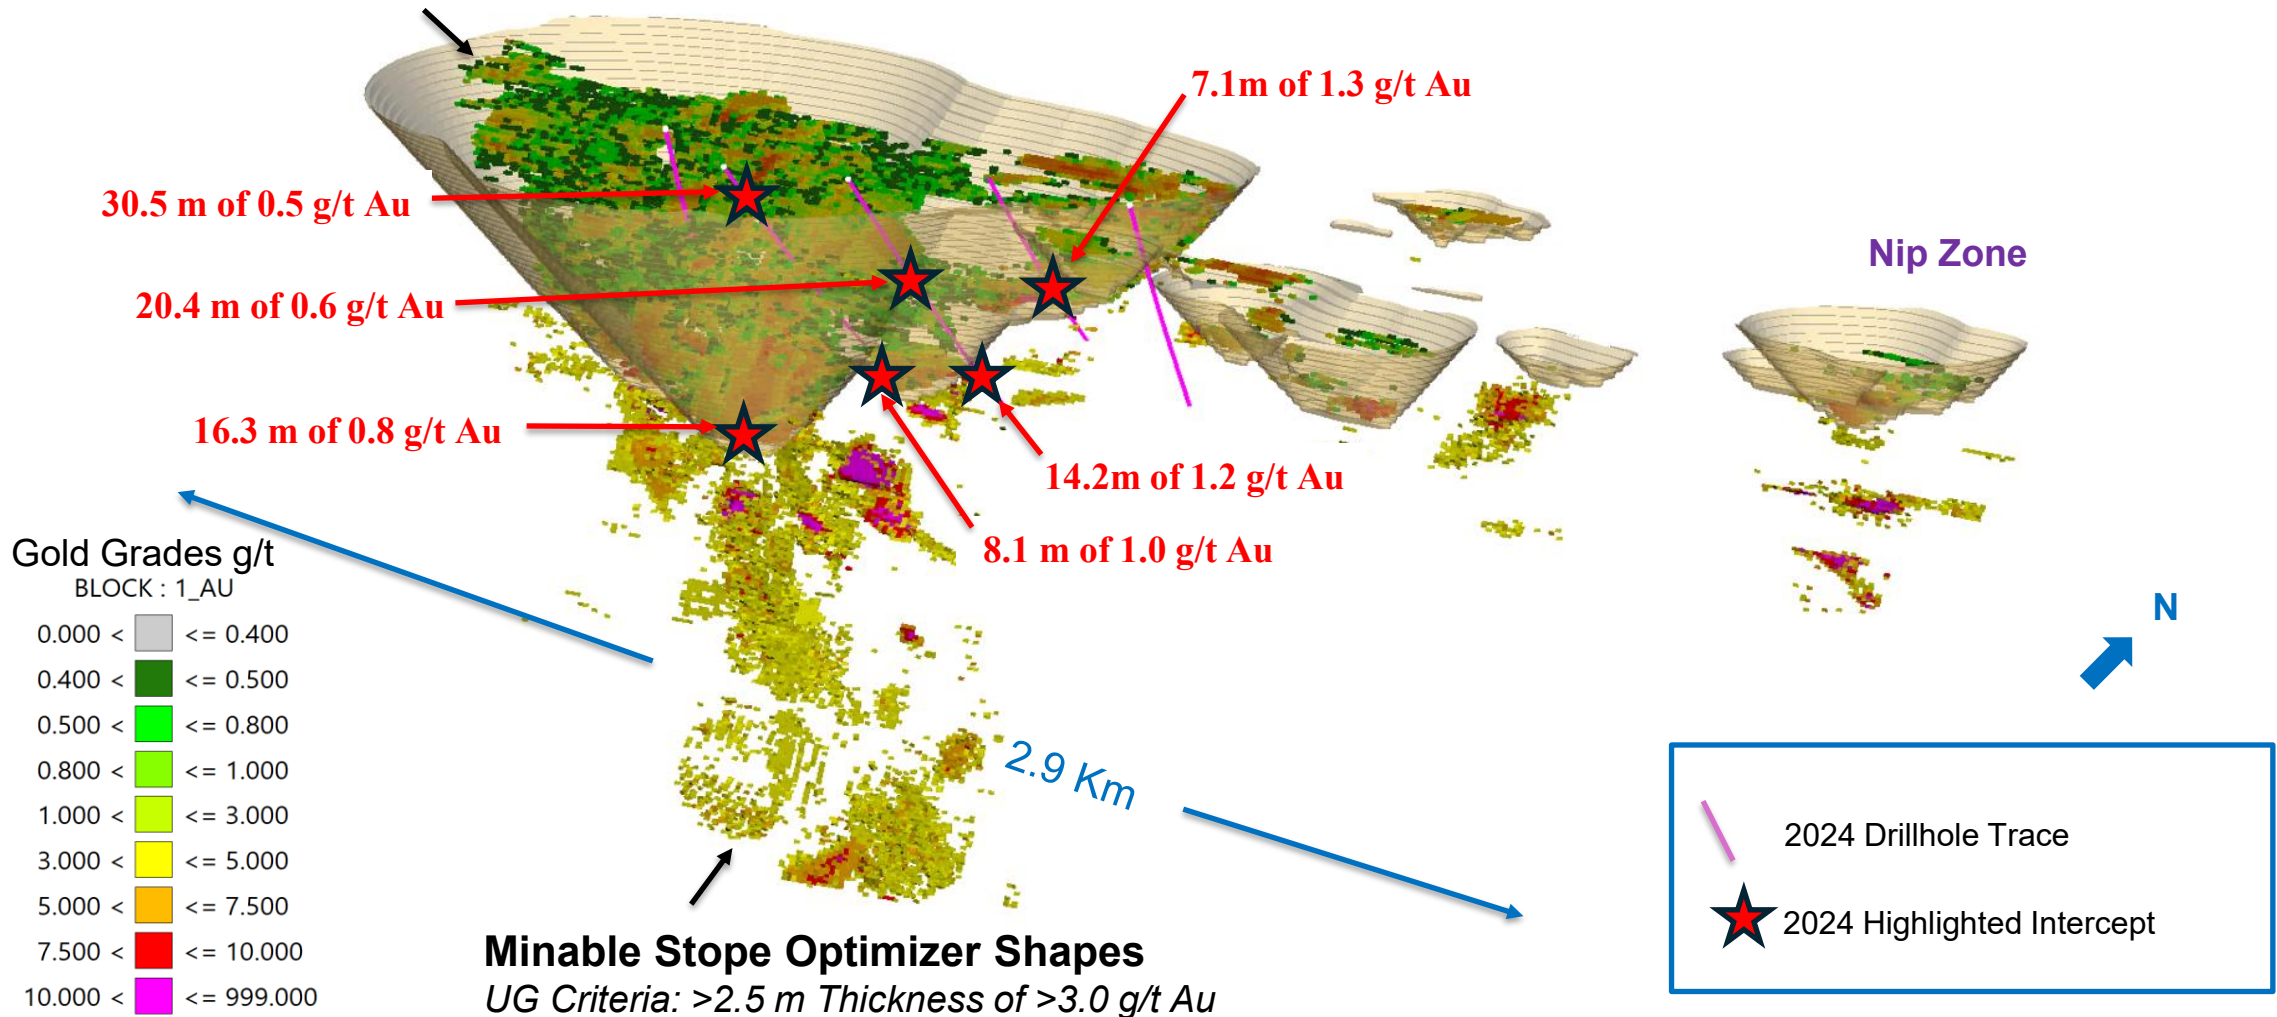 7.1m of 1.3 g/t Au
30.5 m of 0.5 g/t Au
Nip Zone
20.4 m of 0.6 g/t Au
16.3 m of 0.8 g/t Au
14.2m of 1.2 g/t Au
8.1 m of 1.0 g/t Au
Gold Grades g/t
BLOCK : 1_AU
0.000 < <= 0.400
0.400 < <= 0.500
0.500 < <= 0.800
0.800 < <= 1.000
1.000 < <= 3.000
3.000 < <= 5.000
5.000 < <= 7.500
7.500 < <= 10.000
10.000 < <= 999.000
N
2.9 Km
2024 Drillhole Trace
2024 Highlighted Intercept
Minable Stope Optimizer Shapes
UG Criteria: >2.5 m Thickness of >3.0 g/t Au